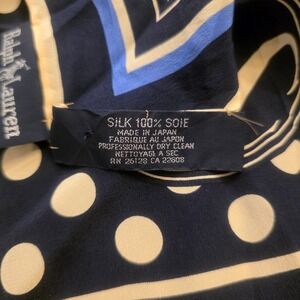 Ralph Lauren
SILK 100% SOIE
MADE IN JAPAN
FABRIQUE AU JAPON
PROFESSIONALLY DRY CLEAN
NETTOYAGE A SEC
RN 26128 CA 22608